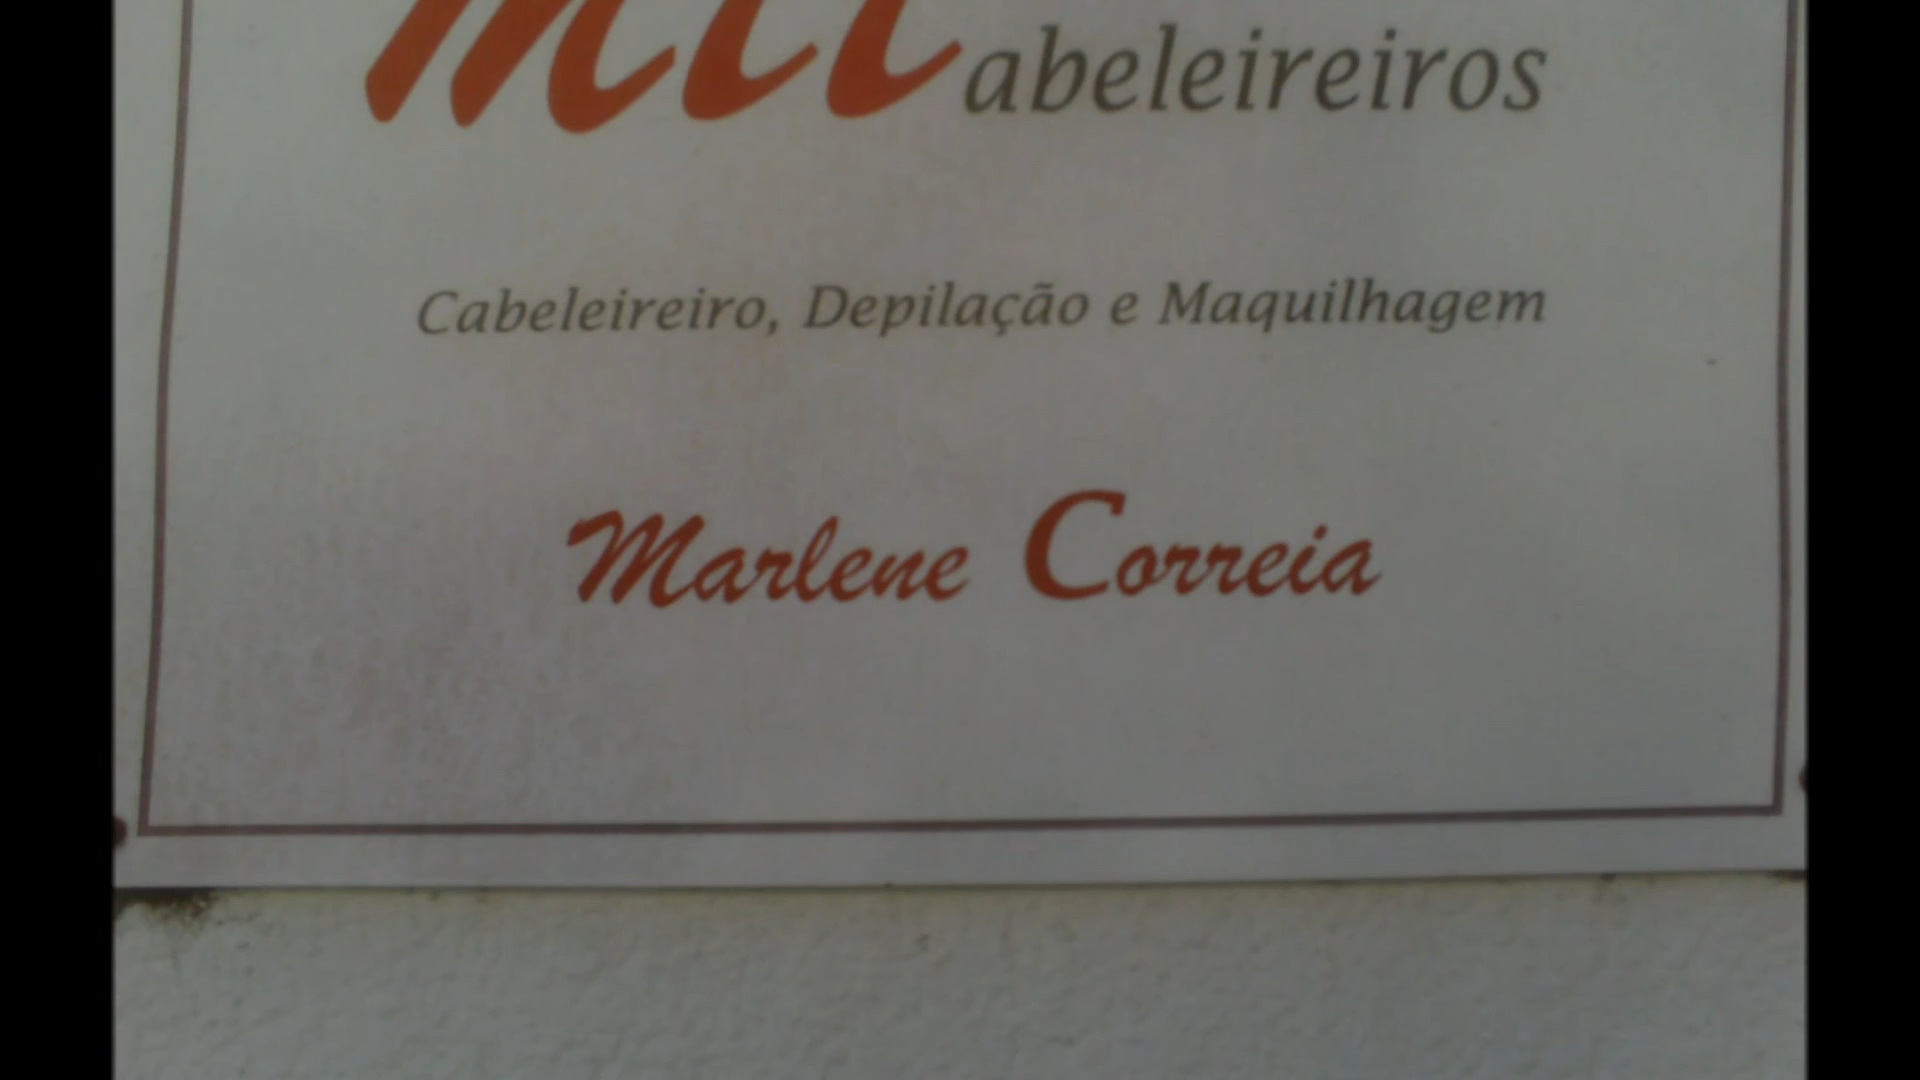 abeleireiros
Cabeleireiro, Depilação e Maquilhagem
Marlene Correia